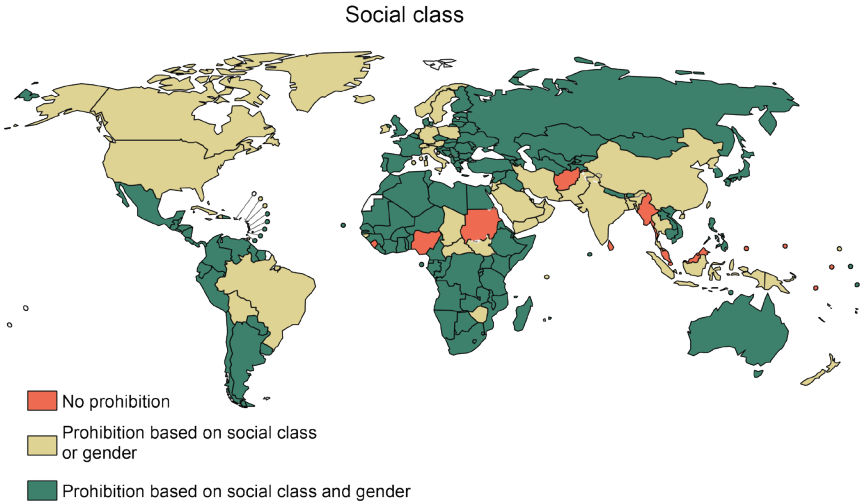 Social class
No prohibition
Prohibition based on social class
or gender
Prohibition based on social class and gender